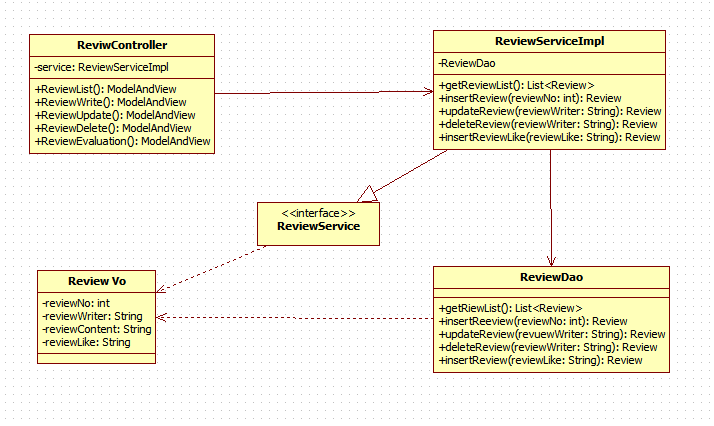 ReviwController
-service: ReviewServiceImpl
+ReviewList(): ModelAndView
+ReviewWrite(): ModelAndView
+ReviewUpdate(): ModelAndView
+ReviewDelete(): ModelAndView
+ReviewEvaluation(): ModelAndView
ReviewServiceImpl
-ReviewDao
+getReviewList(): List<Review>
+insertReview(reviewNo: int): Review
+updateReview(reviewWriter: String): Review
+deleteReview(reviewWriter: String): Review
+insertReviewLike(reviewLike: String): Review
<<interface>>
ReviewService
Review Vo
-reviewNo: int
-reviewWriter: String
-reviewContent: String
-reviewLike: String
ReviewDao
+getRiewList(): List<Review>
+insertReeview(reviewNo: int): Review
+updateReview(revuewWriter: String): Review
+deleteReview(reviewWriter: String): Review
+insertReview(reviewLike: String): Review